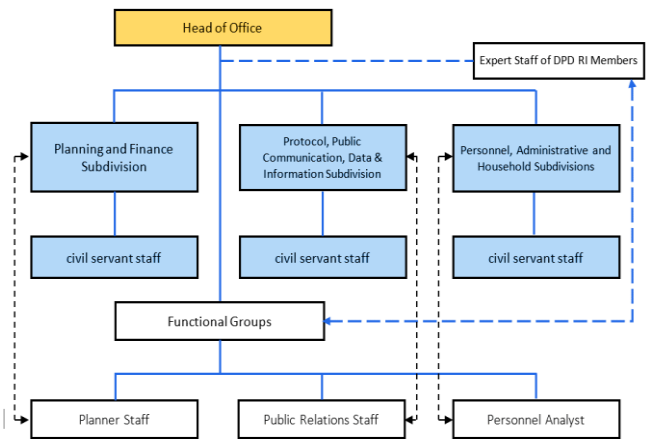 Head of Office
Expert Staff of DPD RI Members
Planning and Finance
Subdivision
Protocol, Public
Communication, Data &
Information Subdivision
Personnel, Administrative and
Household Subdivisions
civil servant staff
civil servant staff
civil servant staff
Functional Groups
Planner Staff
Public Relations Staff
Personnel Analyst